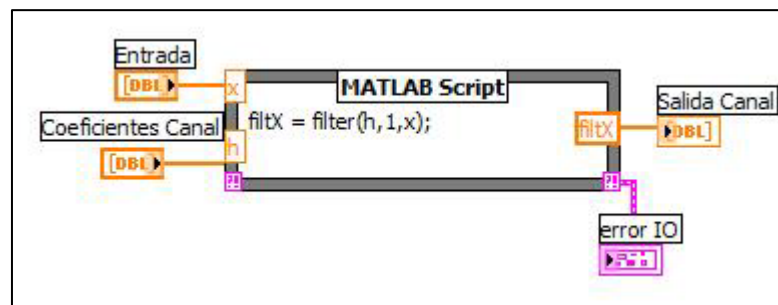 Entrada
[DBL]
x
MATLAB Script
Coeficientes Canal
filtX = filter(h,1,x);
[DBL]
h
filtX
Salida Canal
DBL]
?!
?!
error IO